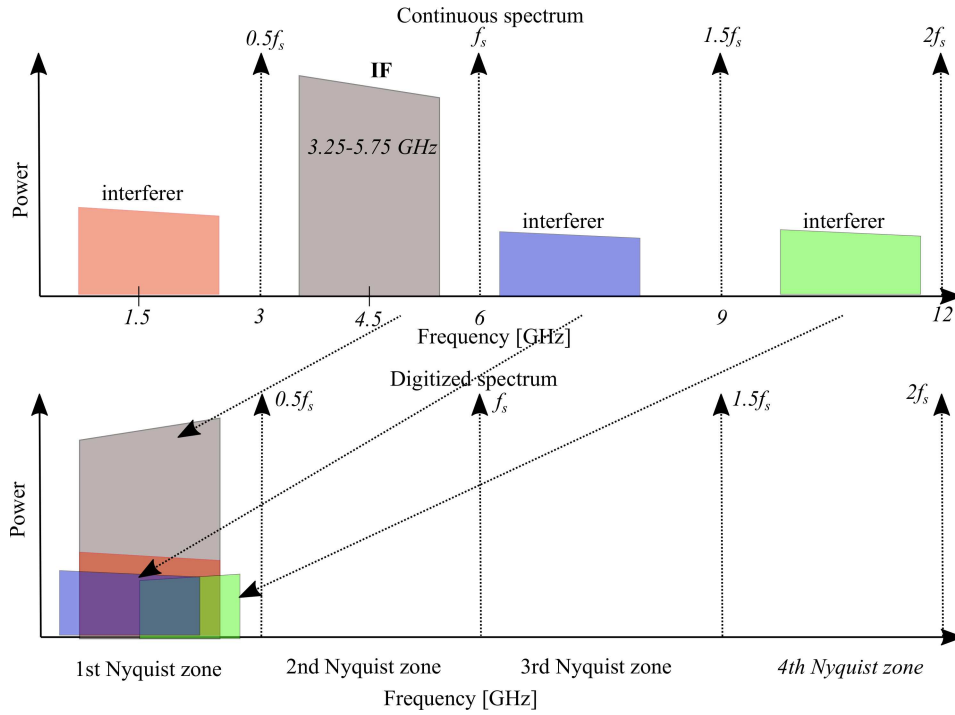 Continuous spectrum
0.5fs
fs
1.5fs
2fs
IF
3.25-5.75 GHz
interferer
interferer
interferer
Power
1.5
3
4.5
6
9
12
Frequency [GHz]
Digitized spectrum
0.5fs
fs
1.5fs
2fs
Power
1st Nyquist zone
2nd Nyquist zone
3rd Nyquist zone
4th Nyquist zone
Frequency [GHz]